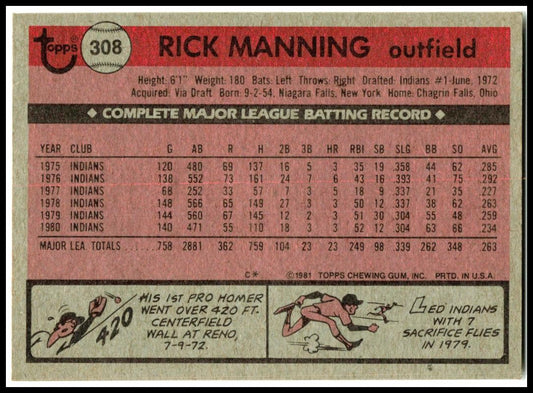 Topps 308 RICK MANNING outfield
Height: 6'1" Weight: 180 Bats: Left Throws: Right Drafted: Indians #1-June, 1972
Acquired: Via Draft Born: 9-2-54, Niagara Falls, New York Home: Chagrin Falls, Ohio
◆ COMPLETE MAJOR LEAGUE BATTING RECORD ◆
YEAR CLUB G AB R H 2B 3B HR RBI SB SLG BB SO AVG
1975 INDIANS 120 480 69 137 16 5 3 35 19 .358 44 62 .285
1976 INDIANS 138 552 73 161 24 7 6 43 16 .393 41 75 .292
1977 INDIANS 68 252 33 57 7 3 5 18 9 .337 21 35 .226
1978 INDIANS 148 566 65 149 27 3 3 50 12 .337 38 62 .263
1979 INDIANS 144 560 67 145 12 2 3 51 30 .304 55 48 .259
1980 INDIANS 140 471 55 110 17 3 3 52 12 .301 63 66 .234
MAJOR LEA. TOTALS 758 2881 362 759 104 23 23 249 98 .339 262 348 .263
C* ©1981 TOPPS CHEWING GUM, INC. PRTD. IN U.S.A.
420
HIS 1ST PRO HOMER
WENT OVER 420 FT.
CENTERFIELD
WALL AT RENO,
7-9-72.
LED INDIANS
WITH 7
SACRIFICE FLIES
IN 1979.